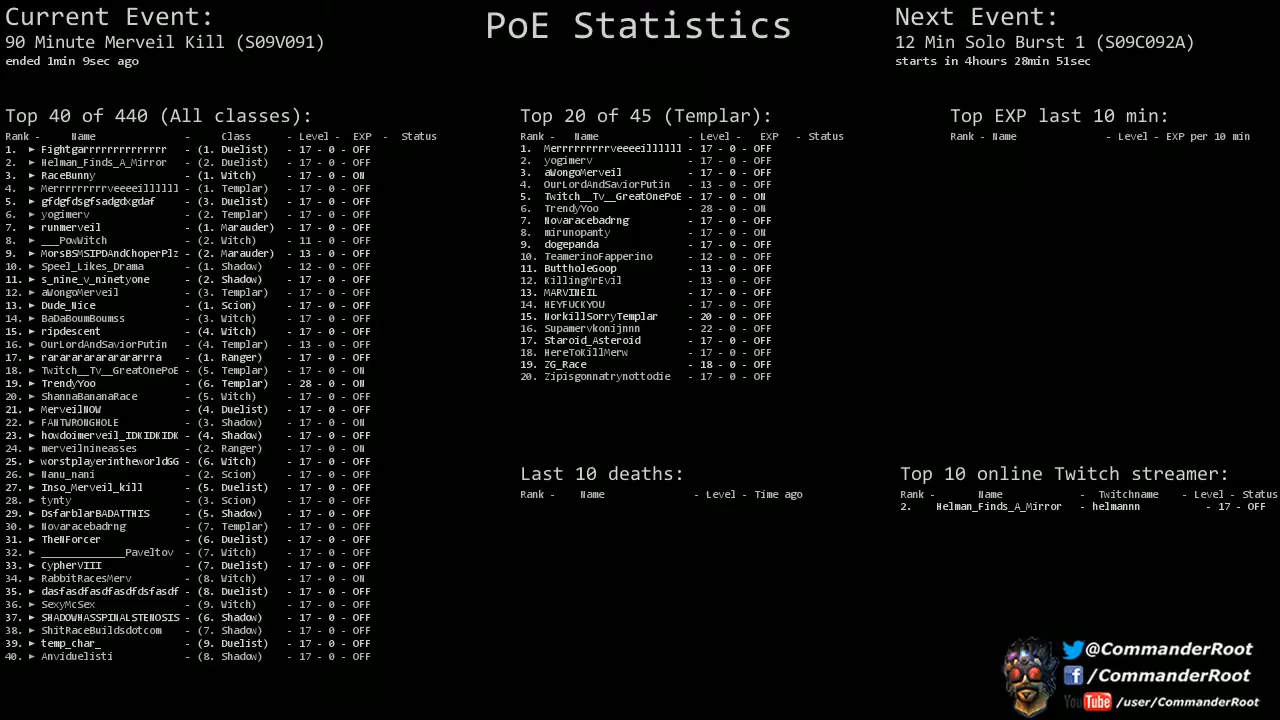 Current Event:
90 Minute Merveil Kill (S09V091)
ended 1min 9sec ago
PoE Statistics
Next Event:
12 Min Solo Burst 1 (S09C092A)
starts in 4hours 28min 51sec
Top 40 of 440 (All classes):
Rank - Name - Class - Level - EXP - Status
1. ► Fightgarrrrrrrrrrrrrr - (1. Duelist) - 17 - 0 - OFF
2. ► Helman_Finds_A_Mirror - (2. Duelist) - 17 - 0 - OFF
3. ► RaceBunny - (1. Witch) - 17 - 0 - ON
4. ► Merrrrrrrrrveeeeilllllll - (1. Templar) - 17 - 0 - OFF
5. ► gfdgfdsgfsadgdxgdaf - (3. Duelist) - 17 - 0 - OFF
6. ► yogimerv - (2. Templar) - 17 - 0 - OFF
7. ► runmerveil - (1. Marauder) - 17 - 0 - OFF
8. ► ___PowWitch - (2. Witch) - 11 - 0 - OFF
9. ► MorsBSMSIPDAndChoperPlz - (2. Marauder) - 13 - 0 - OFF
10. ► Speel_Likes_Drama - (1. Shadow) - 12 - 0 - OFF
11. ► s_nine_v_ninetyone - (2. Shadow) - 17 - 0 - OFF
12. ► aWongoMerveil - (3. Templar) - 17 - 0 - OFF
13. ► Dude_Nice - (1. Scion) - 17 - 0 - OFF
14. ► BaDaBoumBoumss - (3. Witch) - 17 - 0 - OFF
15. ► ripdescent - (4. Witch) - 17 - 0 - OFF
16. ► OurLordAndSaviorPutin - (4. Templar) - 13 - 0 - OFF
17. ► rararararararararrra - (1. Ranger) - 17 - 0 - OFF
18. ► Twitch__Tv__GreatOnePoE - (5. Templar) - 17 - 0 - ON
19. ► TrendyYoo - (6. Templar) - 28 - 0 - ON
20. ► ShannaBananaRace - (5. Witch) - 17 - 0 - OFF
21. ► MerveilNOW - (4. Duelist) - 17 - 0 - OFF
22. ► FANTWRONGHOLE - (3. Shadow) - 17 - 0 - ON
23. ► howdoimerveil_IDKIDKIDK - (4. Shadow) - 17 - 0 - OFF
24. ► merveilnineasses - (2. Ranger) - 17 - 0 - ON
25. ► worstplayerintheworldGG - (6. Witch) - 17 - 0 - OFF
26. ► Nanu_nani - (2. Scion) - 17 - 0 - OFF
27. ► Inso_Merveil_kill - (5. Duelist) - 17 - 0 - OFF
28. ► tynty - (3. Scion) - 17 - 0 - OFF
29. ► DsfarblarBADATTHIS - (5. Shadow) - 17 - 0 - OFF
30. ► Novaracebadrng - (7. Templar) - 17 - 0 - OFF
31. ► TheNForcer - (6. Duelist) - 17 - 0 - OFF
32. ► ______________Paveltov - (7. Witch) - 17 - 0 - OFF
33. ► CypherVIII - (7. Duelist) - 17 - 0 - OFF
34. ► RabbitRacesMerv - (8. Witch) - 17 - 0 - ON
35. ► dasfasdfasdfasdfdsfasdf - (8. Duelist) - 17 - 0 - OFF
36. ► SexyMcSex - (9. Witch) - 17 - 0 - OFF
37. ► SHADOWHASSPINALSTENOSIS - (6. Shadow) - 17 - 0 - OFF
38. ► ShitRaceBuildsdotcom - (7. Shadow) - 17 - 0 - OFF
39. ► temp_char_ - (9. Duelist) - 17 - 0 - OFF
40. ► Anviduelisti - (8. Shadow) - 17 - 0 - OFF
Top 20 of 45 (Templar):
Rank - Name - Level - EXP - Status
1. Merrrrrrrrrveeeeilllllll - 17 - 0 - OFF
2. yogimerv - 17 - 0 - OFF
3. aWongoMerveil - 17 - 0 - OFF
4. OurLordAndSaviorPutin - 13 - 0 - OFF
5. Twitch__Tv__GreatOnePoE - 17 - 0 - ON
6. TrendyYoo - 28 - 0 - ON
7. Novaracebadrng - 17 - 0 - OFF
8. mirunopanty - 17 - 0 - ON
9. dogepanda - 17 - 0 - OFF
10. TeamerinoFapperino - 12 - 0 - OFF
11. ButtholeGoop - 13 - 0 - OFF
12. KillingMrEvil - 13 - 0 - OFF
13. MARVINEIL - 17 - 0 - OFF
14. HEYFUCKYOU - 17 - 0 - OFF
15. NorkillSorryTemplar - 20 - 0 - OFF
16. Supamervkonijnnn - 22 - 0 - OFF
17. Staroid_Asteroid - 17 - 0 - OFF
18. HereToKillMerw - 17 - 0 - OFF
19. ZG_Race - 18 - 0 - OFF
20. Zipisgonnatrynottodie - 17 - 0 - OFF
Top EXP last 10 min:
Rank - Name - Level - EXP per 10 min
Last 10 deaths:
Rank - Name - Level - Time ago
Top 10 online Twitch streamer:
Rank - Name - Twitchname - Level - Status
2. Helman_Finds_A_Mirror - helmannn - 17 - OFF
@CommanderRoot
/CommanderRoot
YouTube /user/CommanderRoot